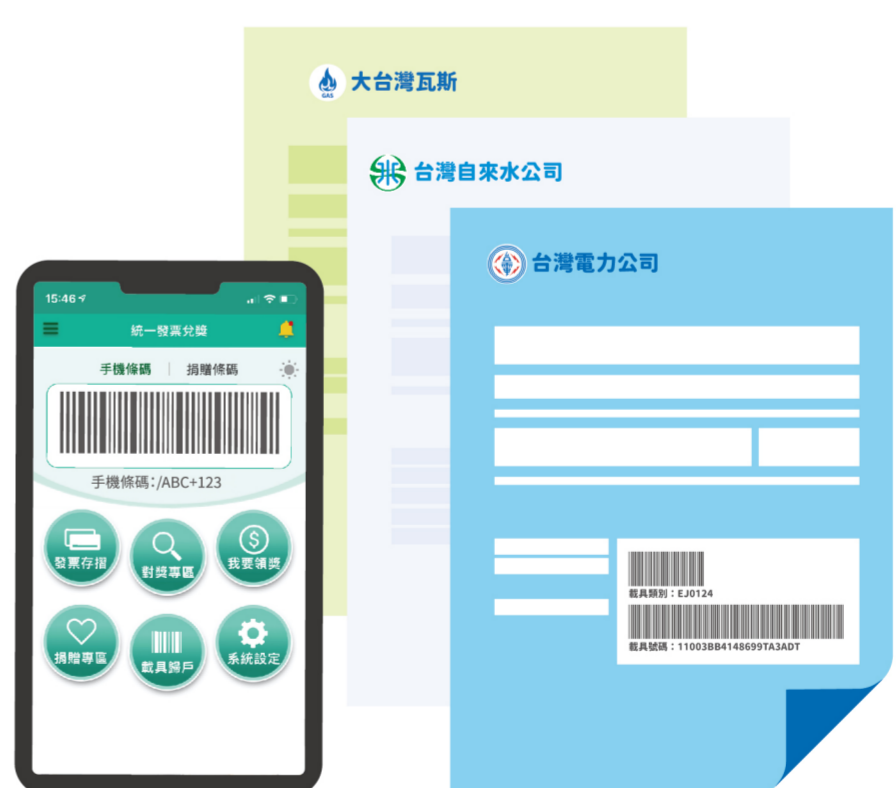 大台灣瓦斯
GAS
台灣自來水公司
台灣電力公司
載具類別：EJ0124
載具號碼：11003BB4148699TA3ADT
15:46
統一發票兌獎
手機條碼 捐贈條碼
手機條碼：/ABC+123
發票存摺
對獎專區
我要領獎
捐贈專區
載具歸戶
系統設定